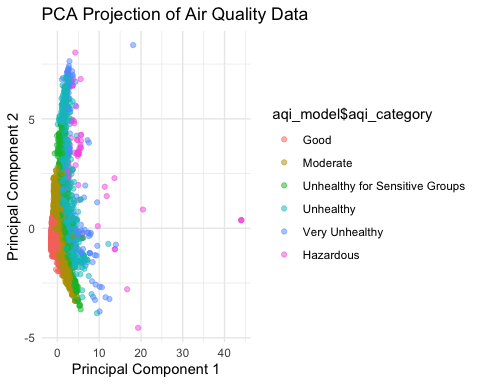 PCA Projection of Air Quality Data
Principal Component 2
5
0
-5
0 10 20 30 40
Principal Component 1
aqi_model$aqi_category
Good
Moderate
Unhealthy for Sensitive Groups
Unhealthy
Very Unhealthy
Hazardous